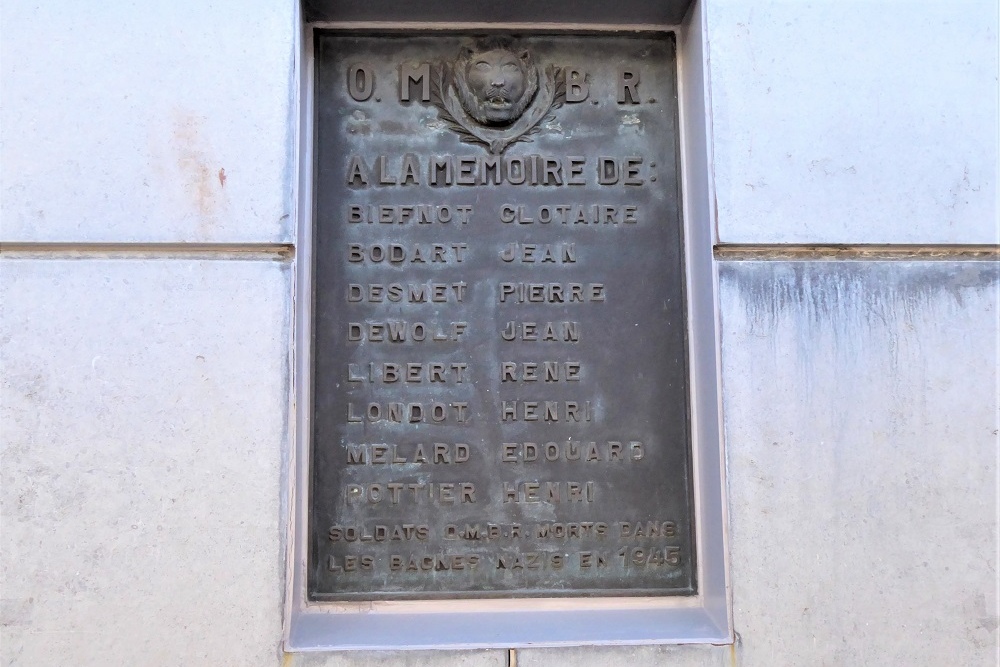 O. M B. R.
A LA MEMOIRE DE:
BIEFNOT CLOTAIRE
BODART JEAN
DESMET PIERRE
DEWOLF JEAN
LIBERT RENE
LONDOT HENRI
MELARD EDOUARD
POTTIER HENRI
SOLDATS O.M.B.R. MORTS DANS
LES BAGNES NAZIS EN 1945